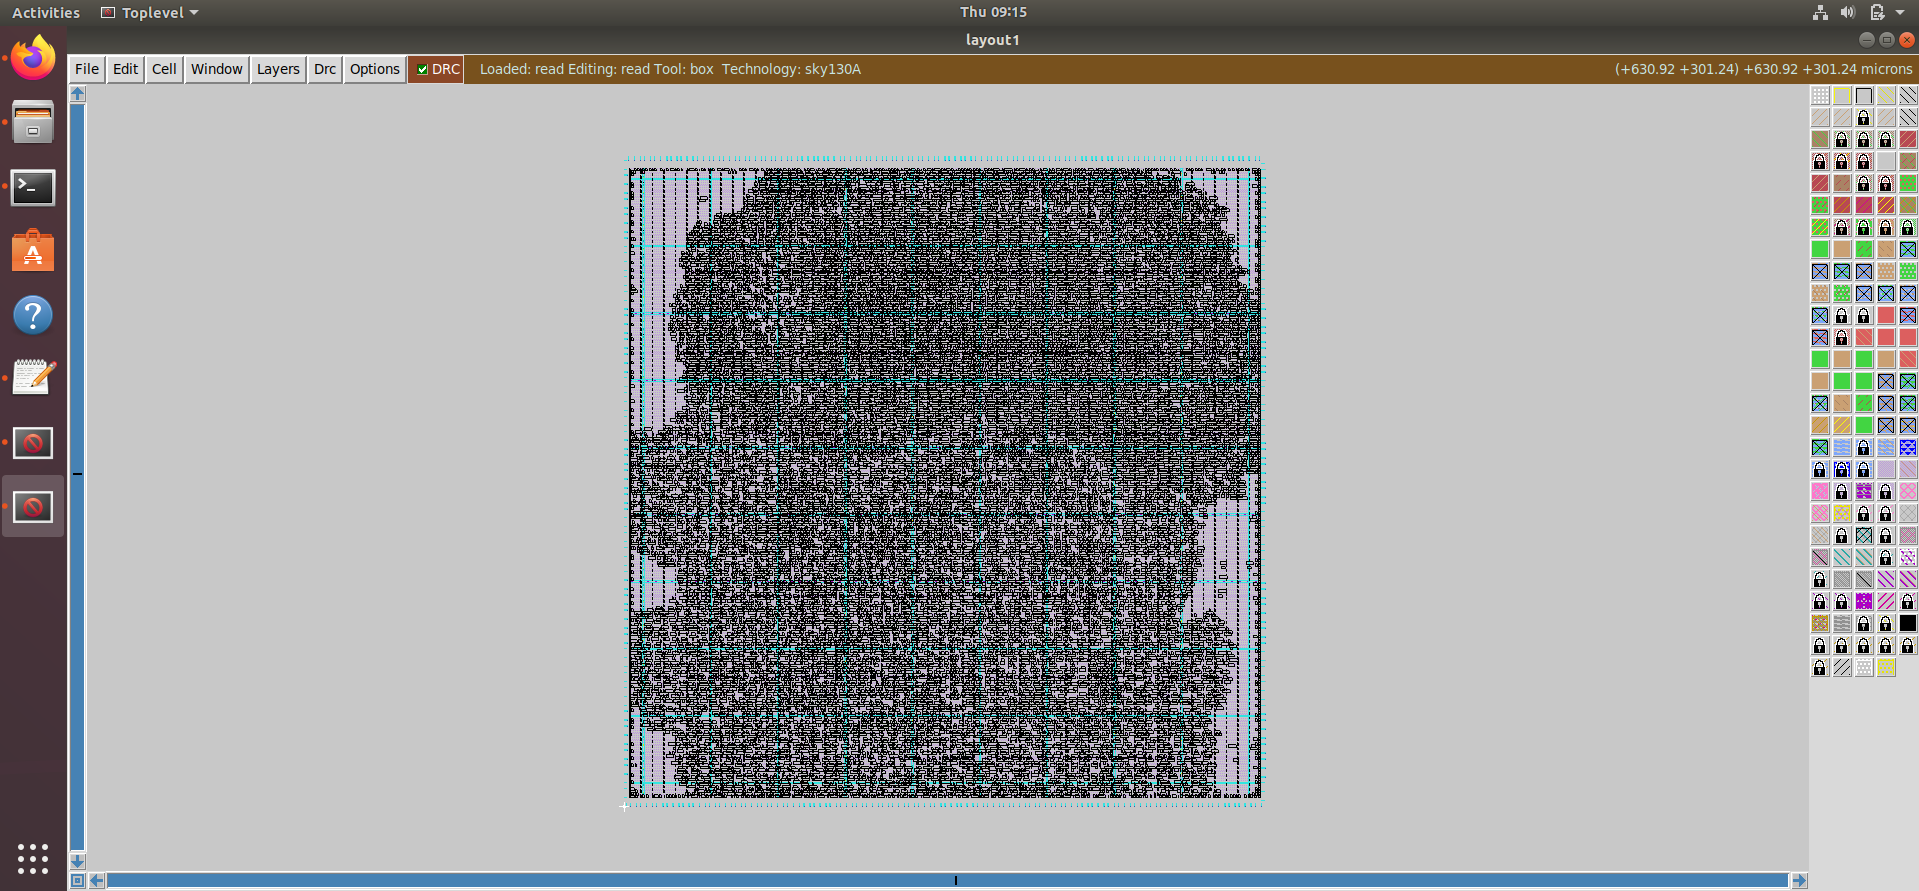 Activities Toplevel Thu 09:15
layout1
File Edit Cell Window Layers Drc Options DRC Loaded: read Editing: read Tool: box Technology: sky130A (+630.92 +301.24) +630.92 +301.24 microns